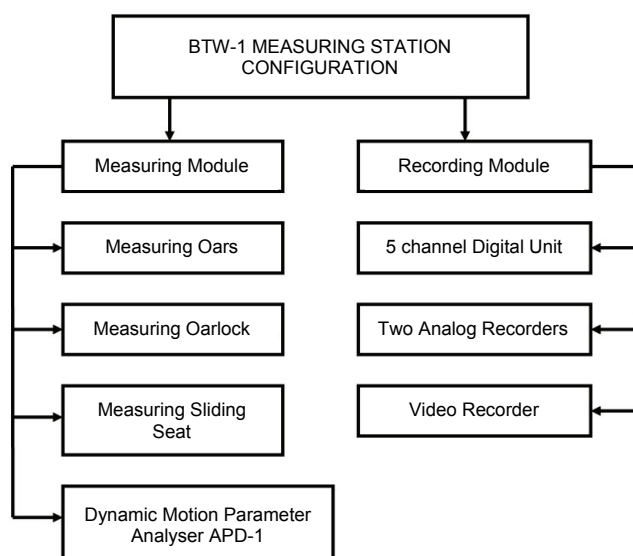 BTW-1 MEASURING STATION
CONFIGURATION
Measuring Module
Recording Module
Measuring Oars
5 channel Digital Unit
Measuring Oarlock
Two Analog Recorders
Measuring Sliding
Seat
Video Recorder
Dynamic Motion Parameter
Analyser APD-1